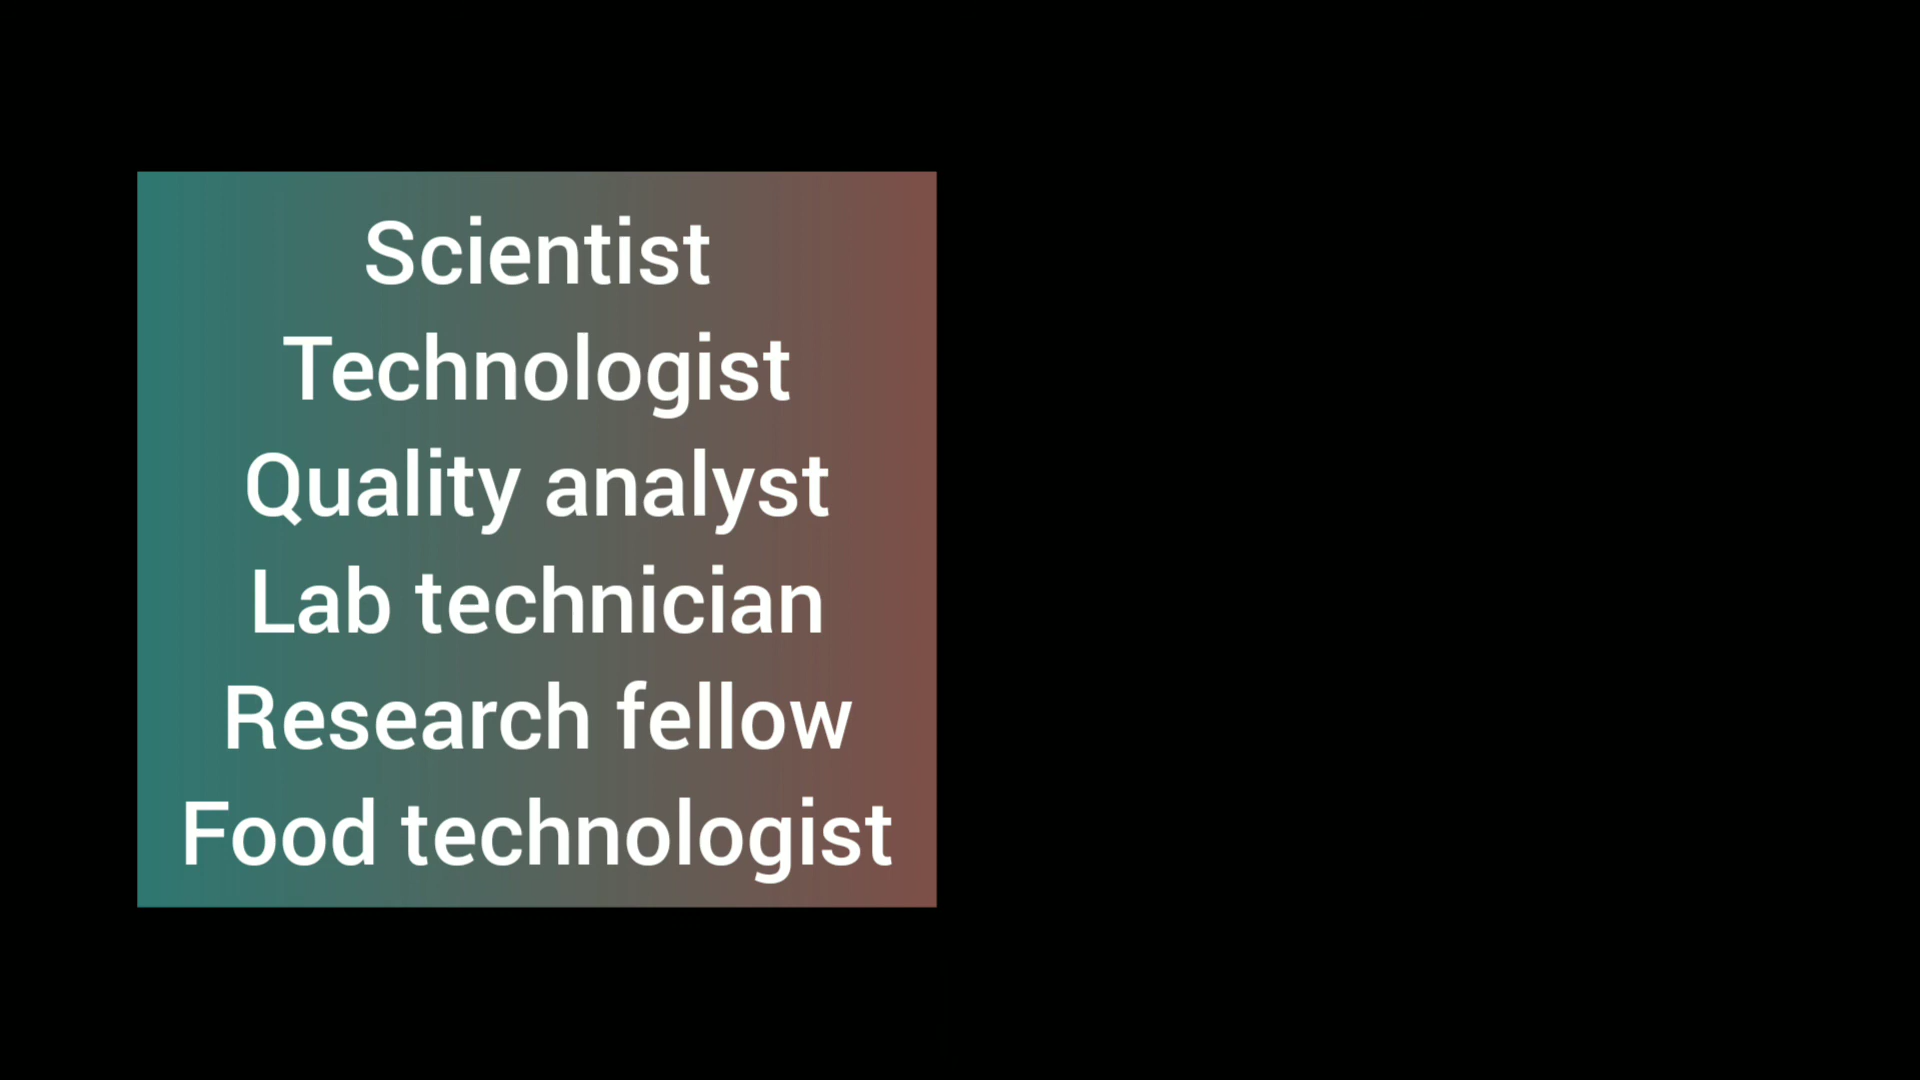 Scientist
Technologist
Quality analyst
Lab technician
Research fellow
Food technologist